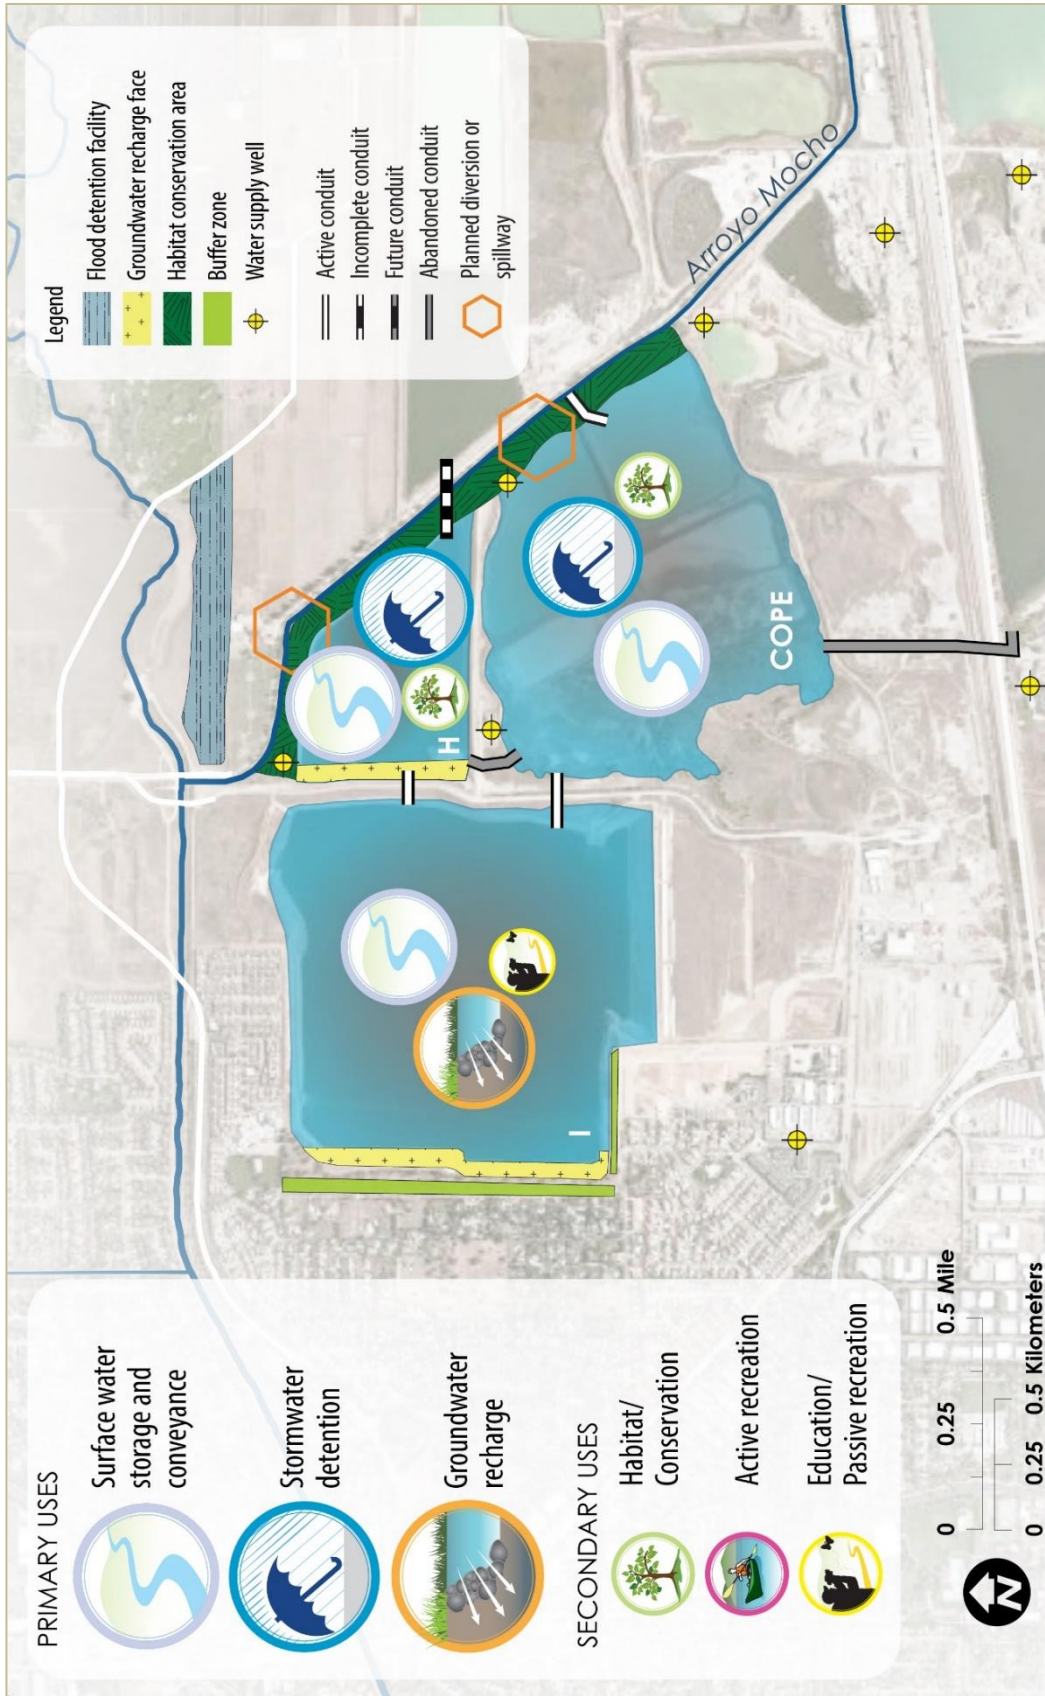 PRIMARY USES
Surface water
storage and
conveyance
Stormwater
detention
Groundwater
recharge
SECONDARY USES
Habitat/
Conservation
Active recreation
Education/
Passive recreation
N
0 0.25 0.5 Mile
0 0.25 0.5 Kilometers
I
H
COPE
Arroyo Mocho
Legend
Flood detention facility
Groundwater recharge face
Habitat conservation area
Buffer zone
Water supply well
Active conduit
Incomplete conduit
Future conduit
Abandoned conduit
Planned diversion or
spillway